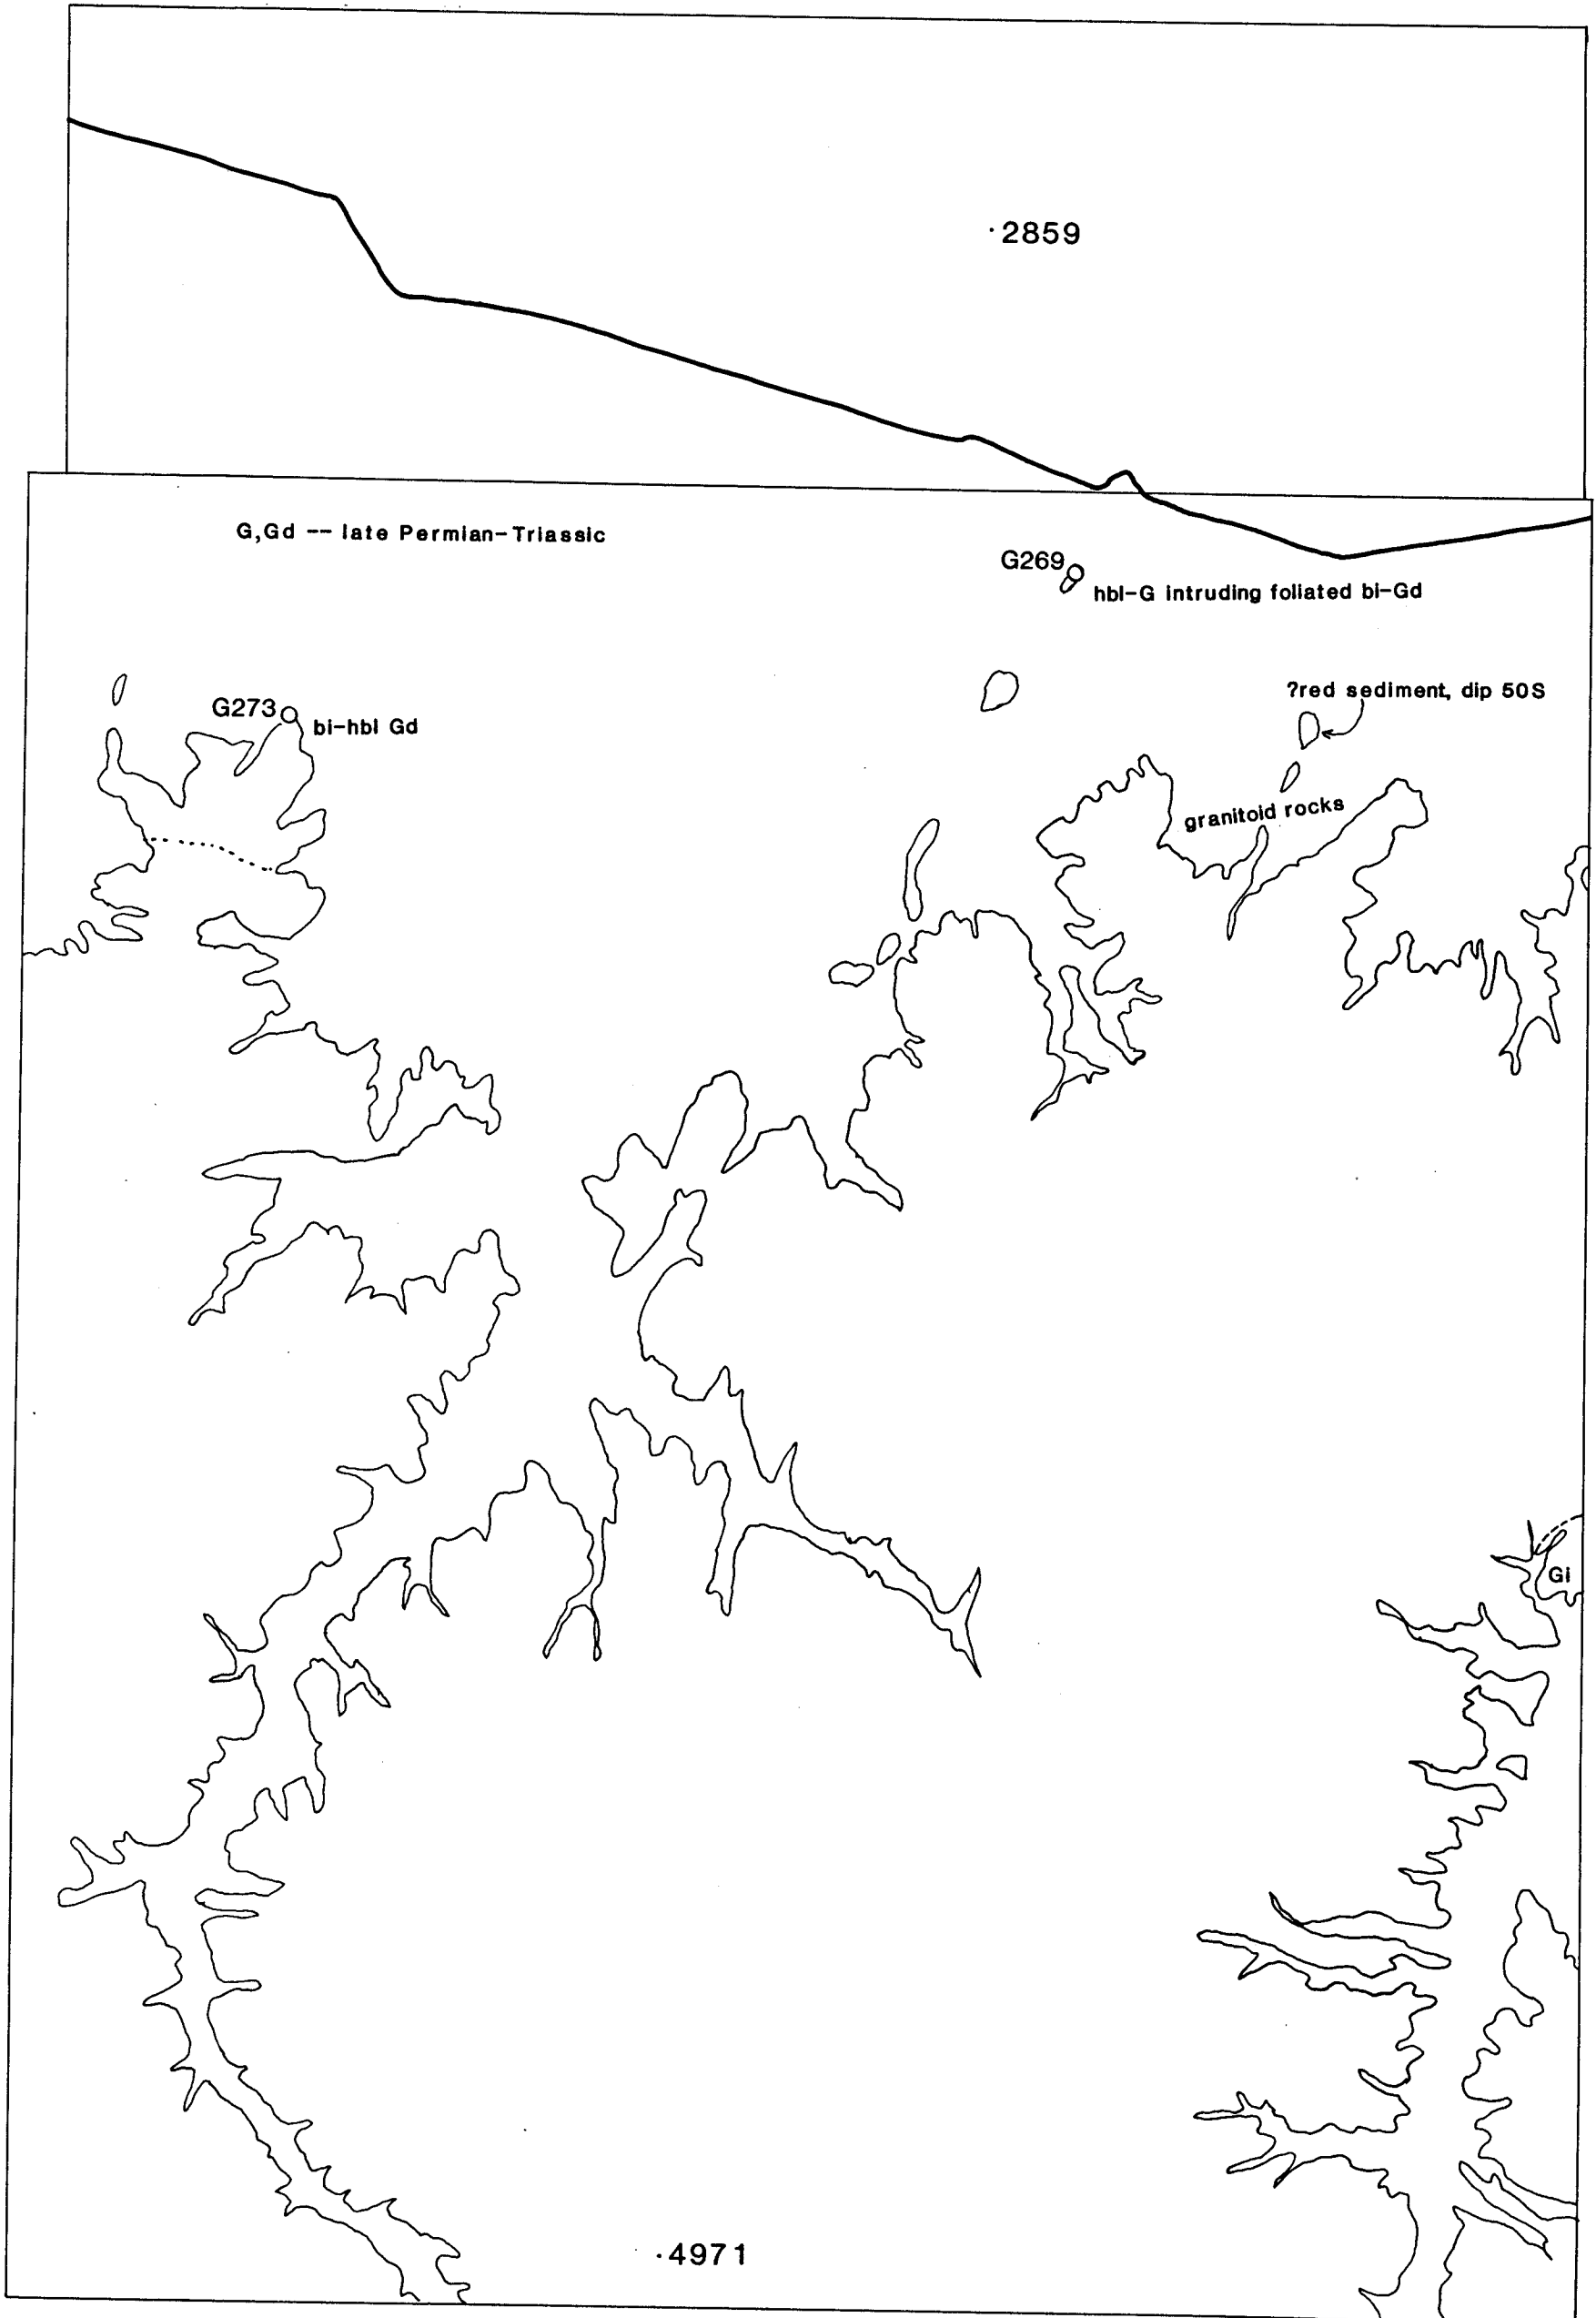 ·2859
G,Gd -- late Permian-Triassic
G269
hbl-G intruding foliated bi-Gd
?red sediment, dip 50S
G273
bi-hbl Gd
granitoid rocks
Gi
·4971